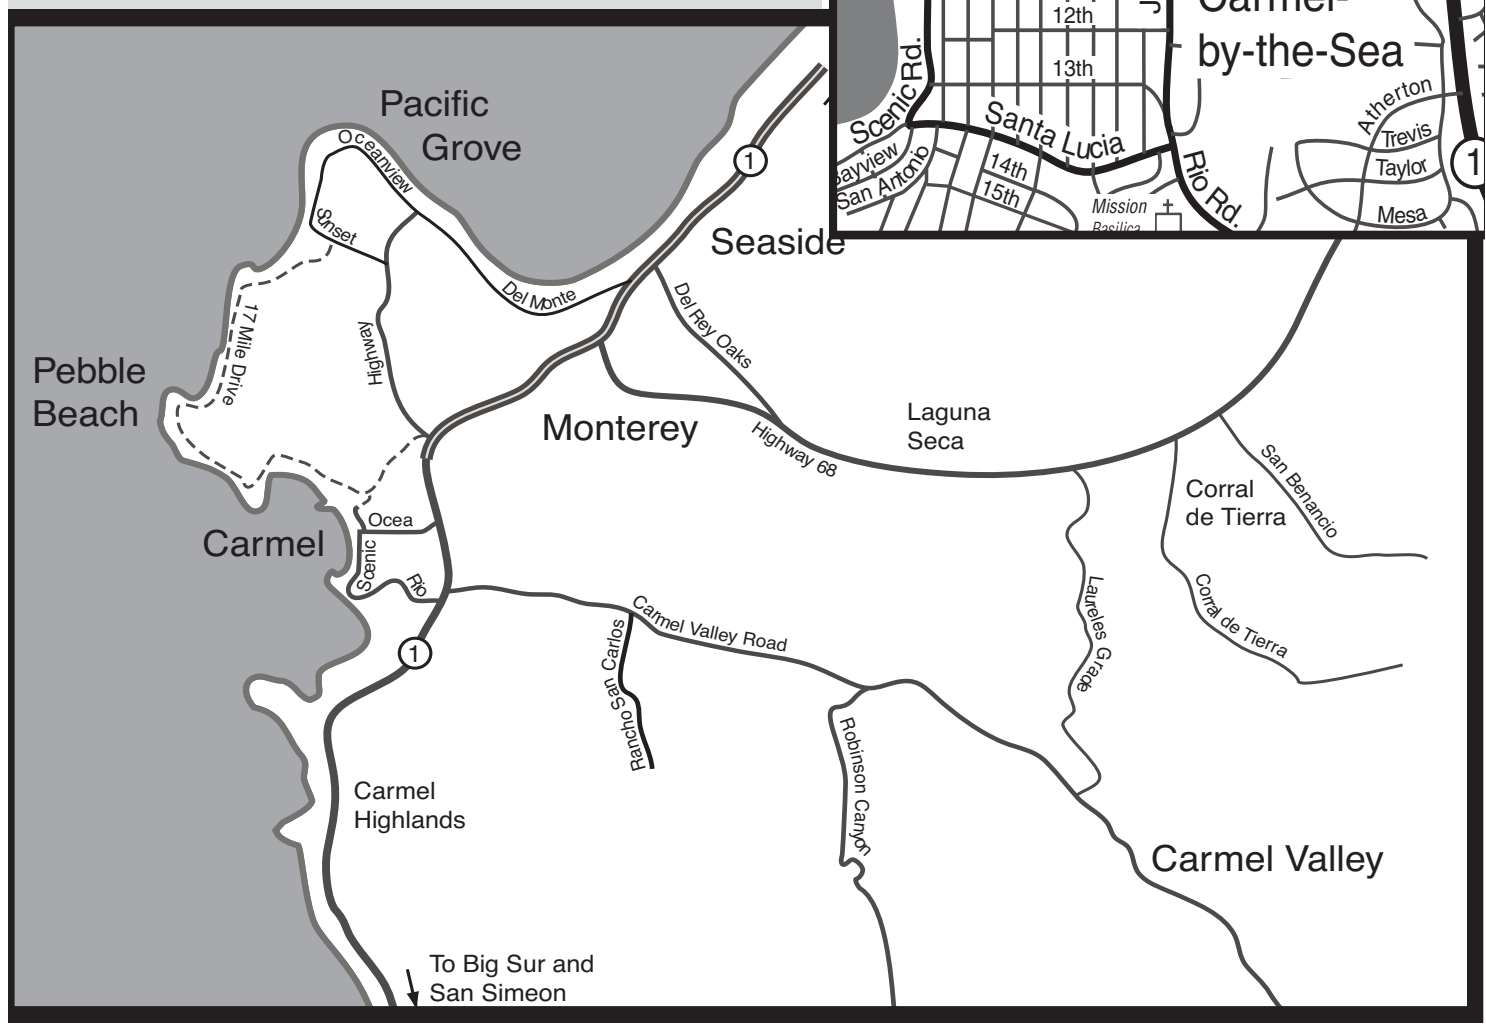 12th
13th
by-the-Sea
Scenic Rd.
Santa Lucia
Atherton
Trevis
Taylor
Mesa
San Antonio
14th
15th
Rio Rd.
Mission
1
Pacific
Grove
Oceanview
1
Sunset
Seaside
Del Monte
Del Rey Oaks
17 Mile Drive
Highway
Pebble
Beach
Monterey
Highway 68
Laguna
Seca
San Benancio
Corral
de Tierra
Ocea
Carmel
Scenic
Rio
Corral de Tierra
Laureles Grade
Carmel Valley Road
1
Rancho San Carlos
Robinson Canyon
Carmel
Highlands
Carmel Valley
To Big Sur and
San Simeon